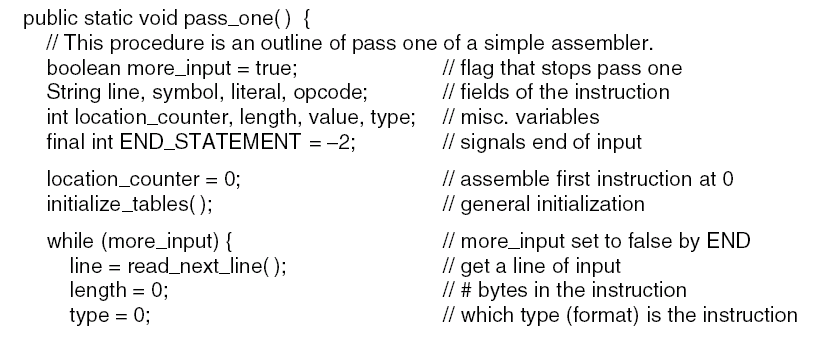 public static void pass_one( ) {
// This procedure is an outline of pass one of a simple assembler.
boolean more_input = true; // flag that stops pass one
String line, symbol, literal, opcode; // fields of the instruction
int location_counter, length, value, type; // misc. variables
final int END_STATEMENT = –2; // signals end of input
location_counter = 0; // assemble first instruction at 0
initialize_tables( ); // general initialization
while (more_input) { // more_input set to false by END
line = read_next_line( ); // get a line of input
length = 0; // # bytes in the instruction
type = 0; // which type (format) is the instruction